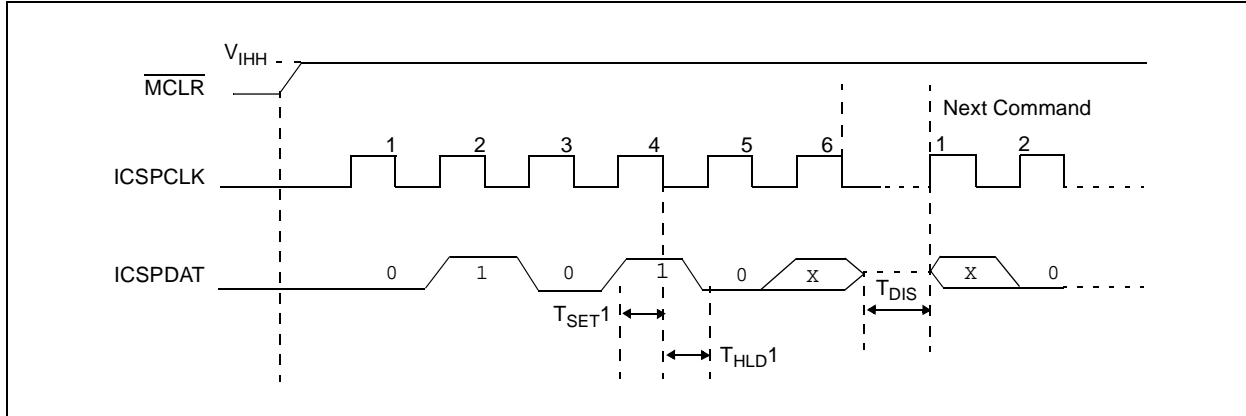 VIHH
MCLR
Next Command
1 2 3 4 5 6 1 2
ICSPCLK
ICSPDAT
0 1 0 1 0 X X 0
TDIS
TSET1
THLD1